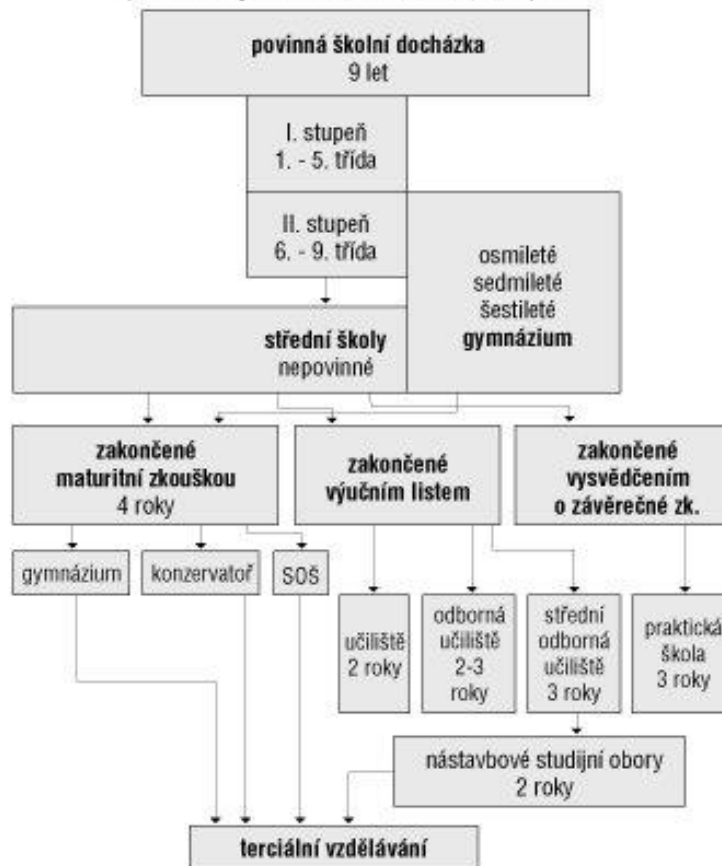 povinná školní docházka
9 let
I. stupeň
1. - 5. třída
II. stupeň
6. - 9. třída
osmileté
sedmileté
šestileté
gymnázium
střední školy
nepovinné
zakončené
maturitní zkouškou
4 roky
zakončené
výučním listem
zakončené
vysvědčením
o závěrečné zk.
gymnázium
konzervatoř
SOŠ
učiliště
2 roky
odborná
učiliště
2-3
roky
střední
odborná
učiliště
3 roky
praktická
škola
3 roky
nástavbové studijní obory
2 roky
terciální vzdělávání